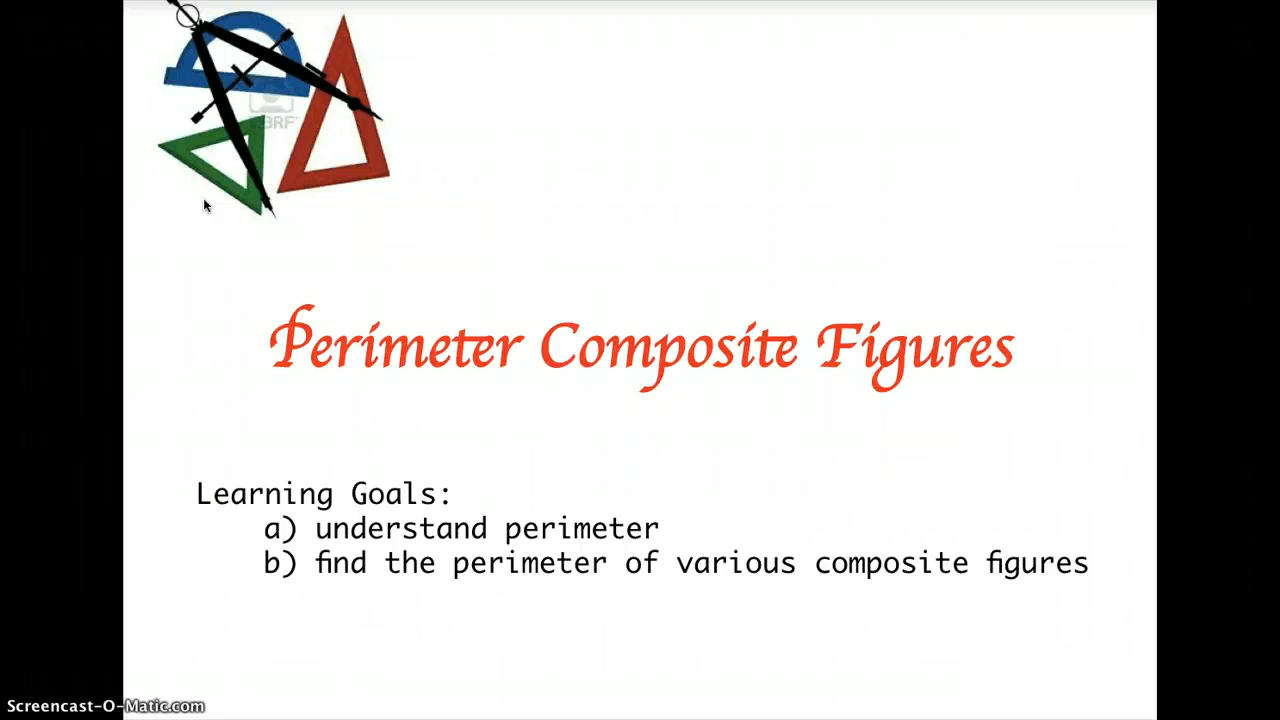 Perimeter Composite Figures
Learning Goals:
a) understand perimeter
b) find the perimeter of various composite figures
Screencast-O-Matic.com